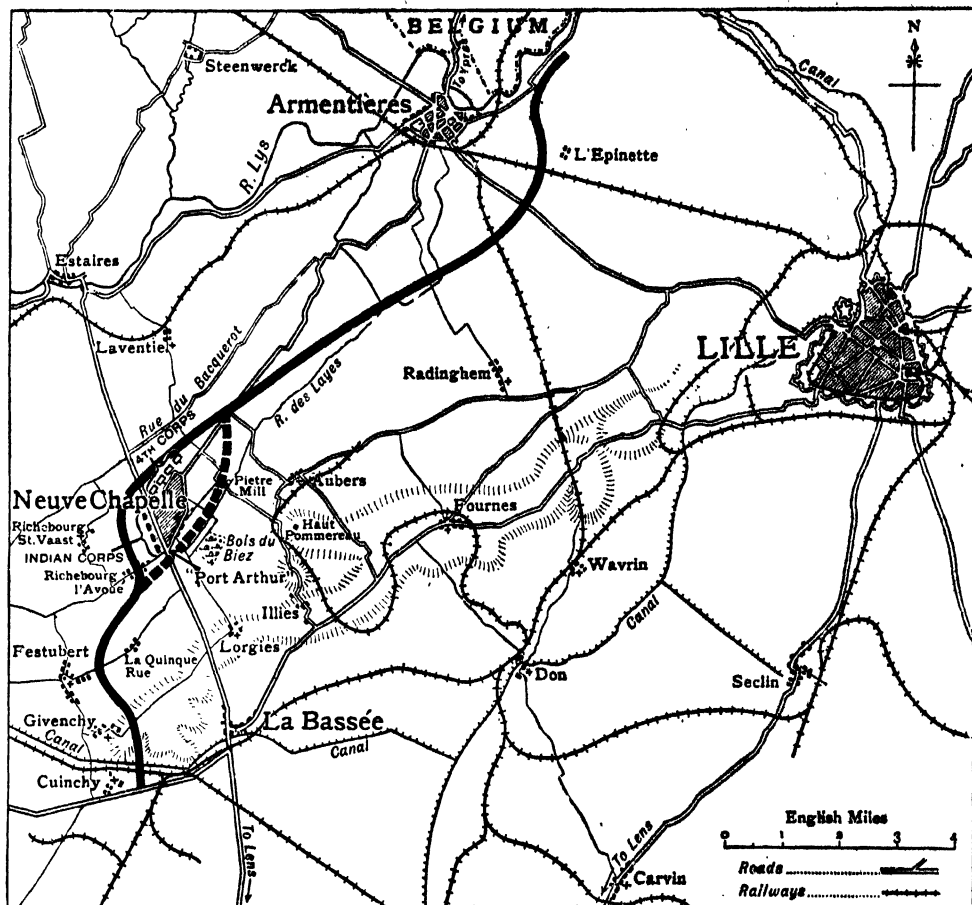 BELGIUM
N
To Ypres
Canal
Steenwerck
Armentières
L'Epinette
R. Lys
Estaires
Laventie
LILLE
Radinghem
Rue du Bacquerot
R. des Layes
4TH CORPS
Pietre
Mill
Aubers
Neuve Chapelle
Fournes
Haut
Pommereau
Richebourg
St. Vaast
Bois du
Biez
INDIAN CORPS
Wavrin
Richebourg
l'Avoue
"Port Arthur"
Illies
Canal
Lorgies
Festubert
La Quinque
Rue
Don
Seclin
Givenchy
La Bassée
Canal
Canal
Cuinchy
English Miles
0 1 2 3 4
To Lens
To Lens
Carvin
Roads
Railways